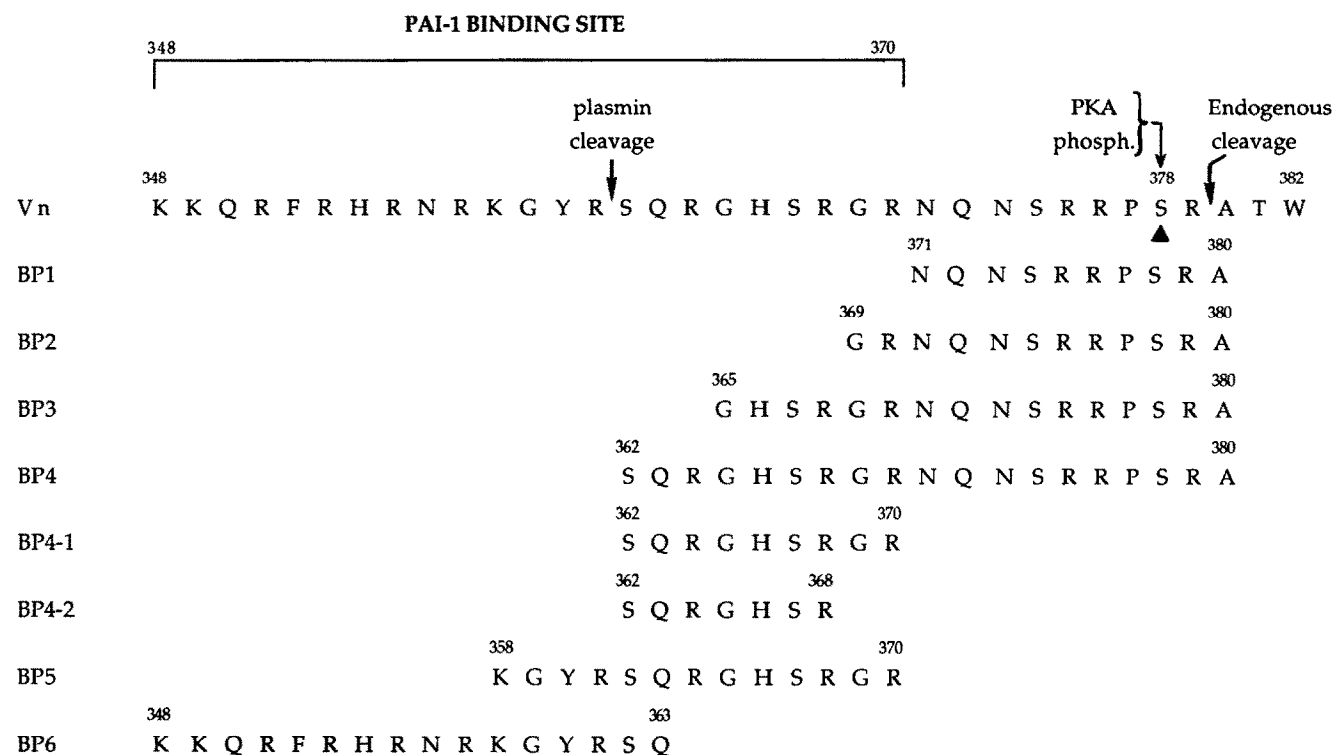 PAI-1 BINDING SITE
348 370
plasmin cleavage
PKA phosph.
Endogenous cleavage
348 378 382
Vn K K Q R F R H R N R K G Y R S Q R G H S R G R N Q N S R R P S R A T W
371 380
BP1 N Q N S R R P S R A
369 380
BP2 G R N Q N S R R P S R A
365 380
BP3 G H S R G R N Q N S R R P S R A
362 380
BP4 S Q R G H S R G R N Q N S R R P S R A
362 370
BP4-1 S Q R G H S R G R
362 368
BP4-2 S Q R G H S R
358 370
BP5 K G Y R S Q R G H S R G R
348 363
BP6 K K Q R F R H R N R K G Y R S Q